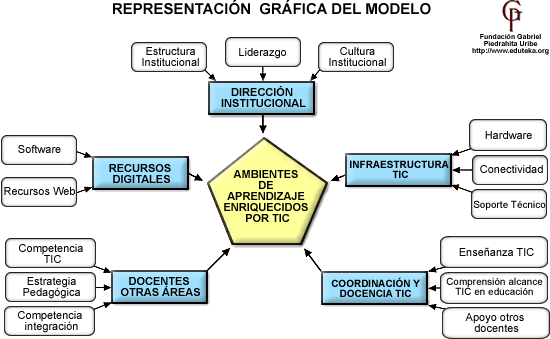 REPRESENTACIÓN GRÁFICA DEL MODELO
Fundación Gabriel
Piedrahita Uribe
http://www.eduteka.org
Estructura
Institucional
Liderazgo
Cultura
Institucional
DIRECCIÓN
INSTITUCIONAL
Software
Recursos Web
RECURSOS
DIGITALES
AMBIENTES
DE
APRENDIZAJE
ENRIQUECIDOS
POR TIC
INFRAESTRUCTURA
TIC
Hardware
Conectividad
Soporte Técnico
Competencia
TIC
Estrategia
Pedagógica
Competencia
integración
DOCENTES
OTRAS ÁREAS
COORDINACIÓN Y
DOCENCIA TIC
Enseñanza TIC
Comprensión alcance
TIC en educación
Apoyo otros
docentes